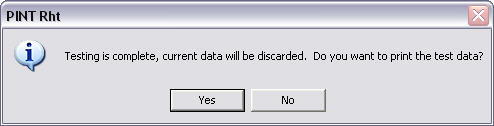 PINT Rht
Testing is complete, current data will be discarded.  Do you want to print the test data?
Yes
No